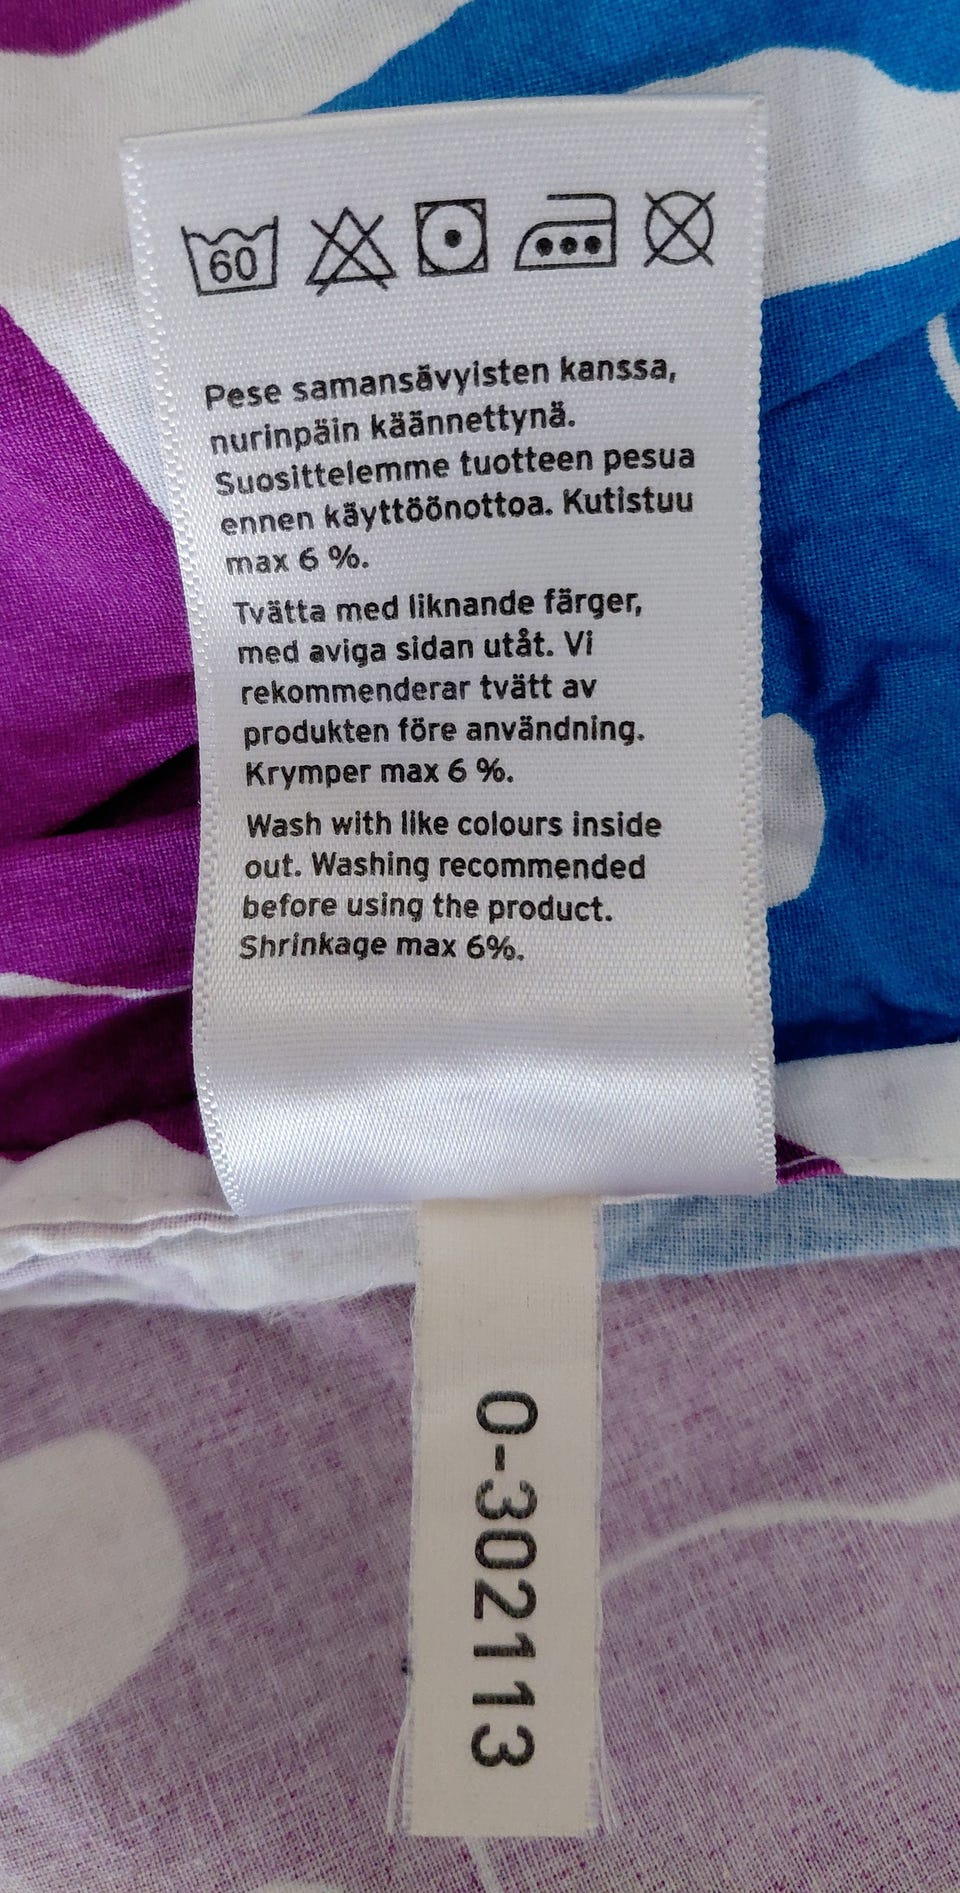 60
Pese samansävyisten kanssa,
nurinpäin käännettynä.
Suosittelemme tuotteen pesua
ennen käyttöönottoa. Kutistuu
max 6 %.
Tvätta med liknande färger,
med aviga sidan utåt. Vi
rekommenderar tvätt av
produkten före användning.
Krymper max 6 %.
Wash with like colours inside
out. Washing recommended
before using the product.
Shrinkage max 6%.
0-302113